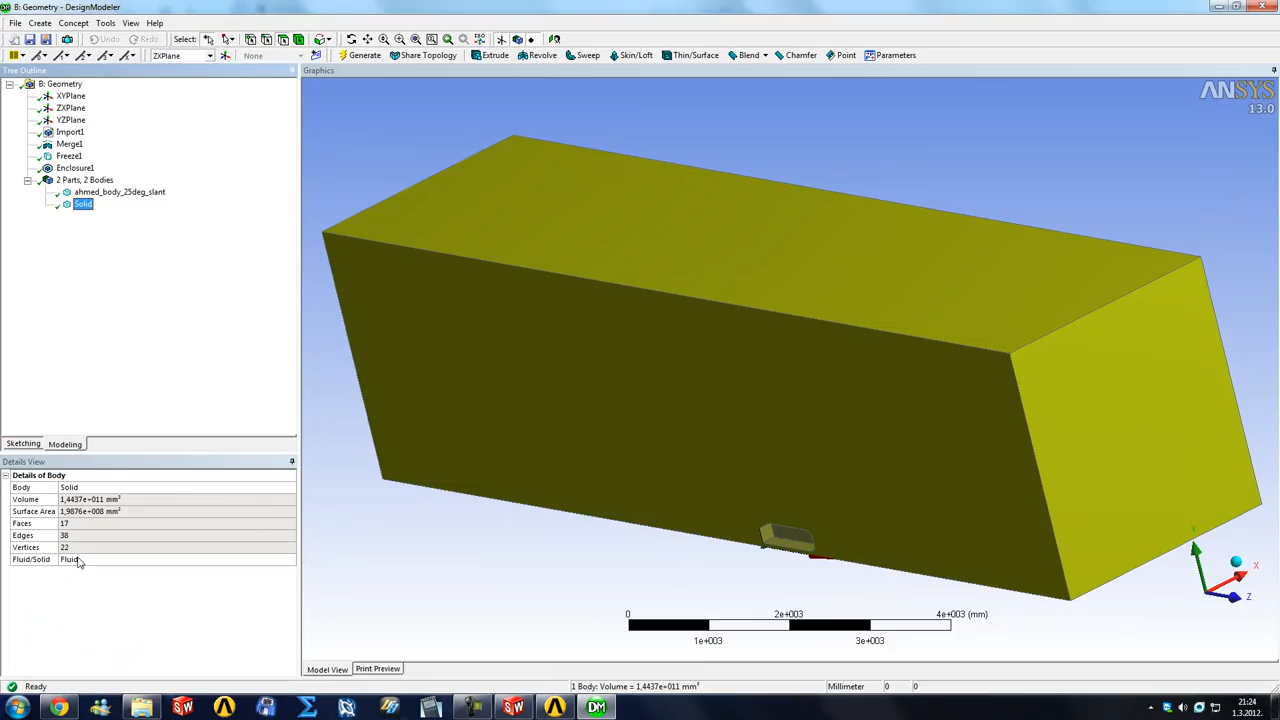 B: Geometry - DesignModeler
File Create Concept Tools View Help
Undo Redo Select:
ZXPlane None Generate Share Topology Extrude Revolve Sweep Skin/Loft Thin/Surface Blend Chamfer Point Parameters
Tree Outline
Graphics
B: Geometry
XYPlane
ZXPlane
YZPlane
Import1
Merge1
Freeze1
Enclosure1
2 Parts, 2 Bodies
ahmed_body_25deg_slant
Solid
ANSYS
13.0
Sketching Modeling
Details View
Details of Body
Body Solid
Volume 1,4437e+011 mm³
Surface Area 1,9876e+008 mm²
Faces 17
Edges 38
Vertices 22
Fluid/Solid Fluid
Y
X
Z
0 2e+003 4e+003 (mm)
1e+003 3e+003
Model View Print Preview
Ready 1 Body: Volume = 1,4437e+011 mm³ Millimeter 0 0
21:24
1.3.2012.